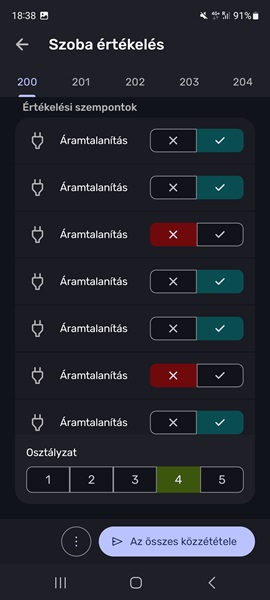 18:38
4G+
91%
Szoba értékelés
200 201 202 203 204
Értékelési szempontok
Áramtalanítás
Áramtalanítás
Áramtalanítás
Áramtalanítás
Áramtalanítás
Áramtalanítás
Áramtalanítás
Osztályzat
1 2 3 4 5
Az összes közzététele